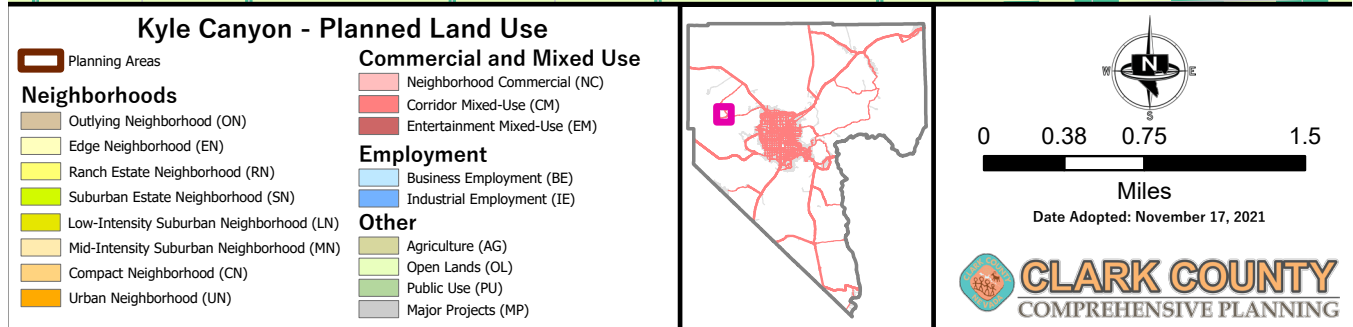 Kyle Canyon - Planned Land Use
Planning Areas
Neighborhoods
Outlying Neighborhood (ON)
Edge Neighborhood (EN)
Ranch Estate Neighborhood (RN)
Suburban Estate Neighborhood (SN)
Low-Intensity Suburban Neighborhood (LN)
Mid-Intensity Suburban Neighborhood (MN)
Compact Neighborhood (CN)
Urban Neighborhood (UN)
Commercial and Mixed Use
Neighborhood Commercial (NC)
Corridor Mixed-Use (CM)
Entertainment Mixed-Use (EM)
Employment
Business Employment (BE)
Industrial Employment (IE)
Other
Agriculture (AG)
Open Lands (OL)
Public Use (PU)
Major Projects (MP)
N
W E
S
0 0.38 0.75 1.5
Miles
Date Adopted: November 17, 2021
CLARK COUNTY
NEVADA
CLARK COUNTY
COMPREHENSIVE PLANNING